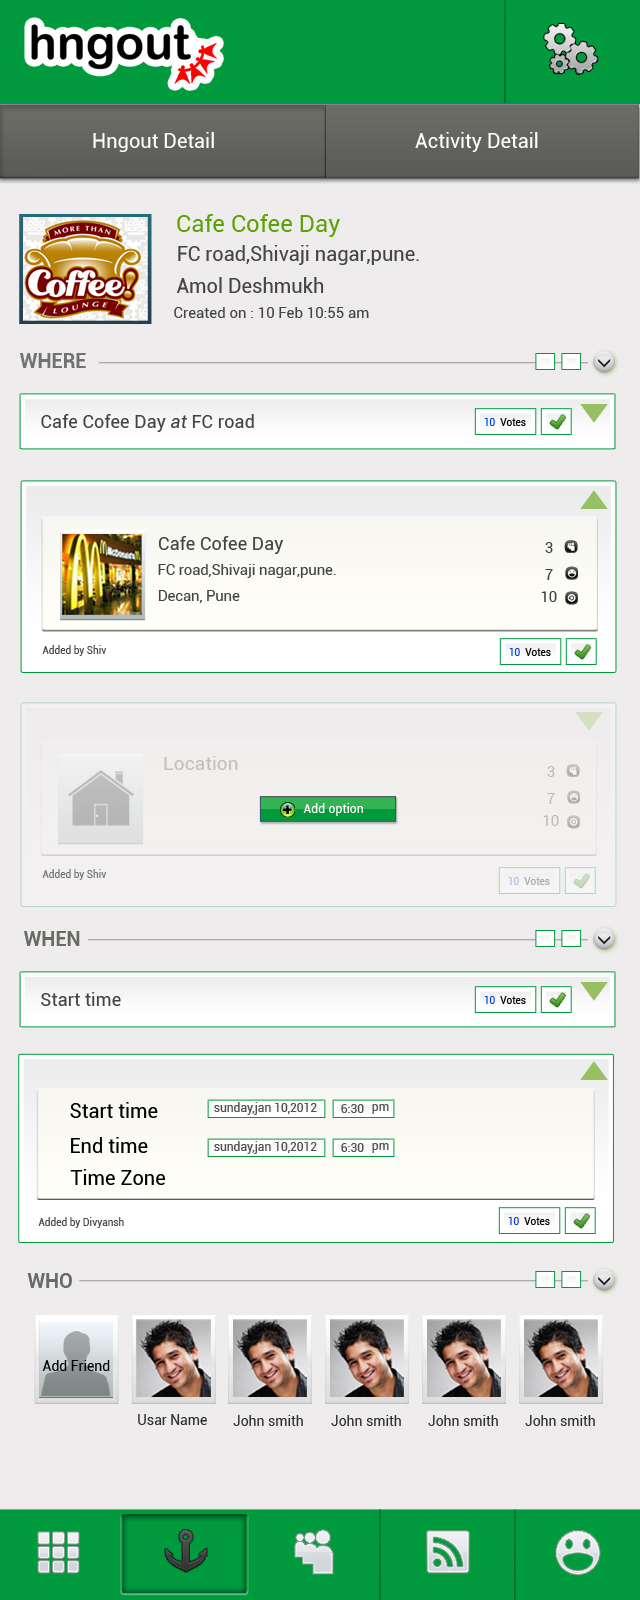 hngout
Hngout Detail
Activity Detail
MORE THAN
Coffee!
LOUNGE
Cafe Cofee Day
FC road,Shivaji nagar,pune.
Amol Deshmukh
Created on : 10 Feb 10:55 am
WHERE
Cafe Cofee Day at FC road
10 Votes
McDonald's
Cafe Cofee Day
3
FC road,Shivaji nagar,pune.
7
Decan, Pune
10
Added by Shiv
10 Votes
Location
3
7
Add option
10
Added by Shiv
10 Votes
WHEN
Start time
10 Votes
Start time
sunday,jan 10,2012
6:30 pm
End time
sunday,jan 10,2012
6:30 pm
Time Zone
Added by Divyansh
10 Votes
WHO
Add Friend
Usar Name
John smith
John smith
John smith
John smith